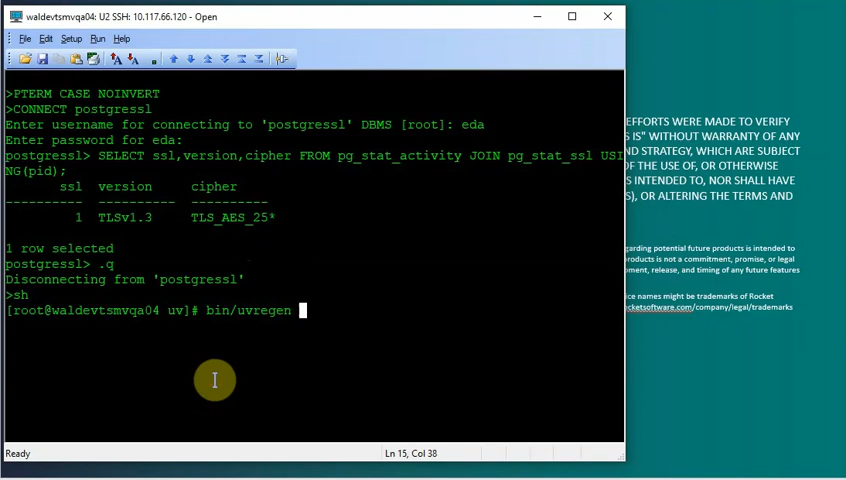 waldevtsmvqa04: U2 SSH: 10.117.66.120 - Open
File Edit Setup Run Help
>PTERM CASE NOINVERT
>CONNECT postgressl
Enter username for connecting to 'postgressl' DBMS [root]: eda
Enter password for eda:
postgressl> SELECT ssl,version,cipher FROM pg_stat_activity JOIN pg_stat_ssl USI
NG(pid);
ssl version cipher
---------- ---------- ----------
1 TLSv1.3 TLS_AES_25*
1 row selected
postgressl> .q
Disconnecting from 'postgressl'
>sh
[root@waldevtsmvqa04 uv]# bin/uvregen
Ready Ln 15, Col 38
EFFORTS WERE MADE TO VERIFY
IS" WITHOUT WARRANTY OF ANY
ND STRATEGY, WHICH ARE SUBJECT
OF THE USE OF, OR OTHERWISE
IS INTENDED TO, NOR SHALL HAVE
S), OR ALTERING THE TERMS AND
garding potential future products is intended to
products is not a commitment, promise, or legal
pment, release, and timing of any future features
ice names might be trademarks of Rocket
cketsoftware.com/company/legal/trademarks